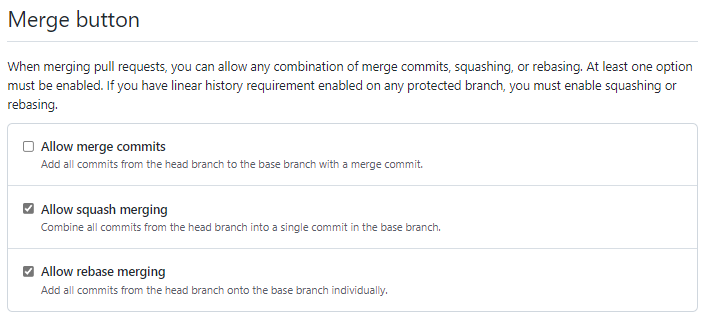 Merge button
When merging pull requests, you can allow any combination of merge commits, squashing, or rebasing. At least one option
must be enabled. If you have linear history requirement enabled on any protected branch, you must enable squashing or
rebasing.
Allow merge commits
Add all commits from the head branch to the base branch with a merge commit.
Allow squash merging
Combine all commits from the head branch into a single commit in the base branch.
Allow rebase merging
Add all commits from the head branch onto the base branch individually.